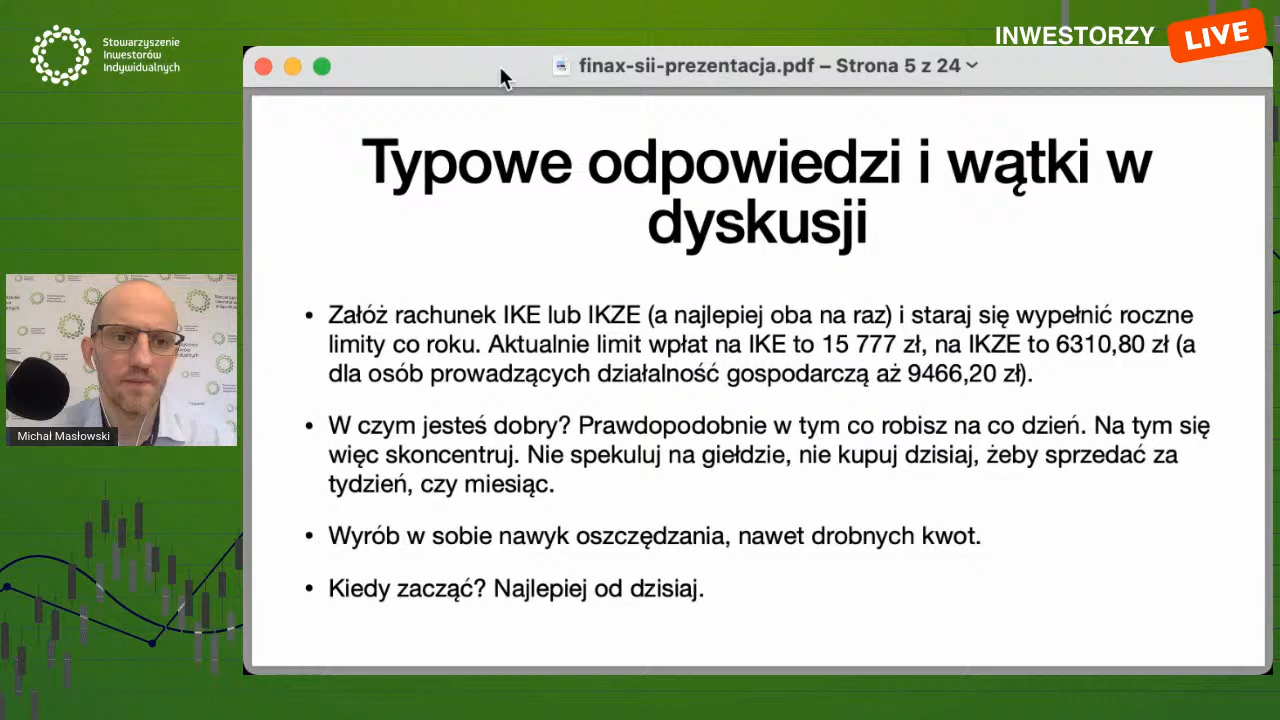 Stowarzyszenie
Inwestorów
Indywidualnych
INWESTORZY LIVE
finax-sii-prezentacja.pdf – Strona 5 z 24
Typowe odpowiedzi i wątki w
dyskusji
• Załóż rachunek IKE lub IKZE (a najlepiej oba na raz) i staraj się wypełnić roczne
limity co roku. Aktualnie limit wpłat na IKE to 15 777 zł, na IKZE to 6310,80 zł (a
dla osób prowadzących działalność gospodarczą aż 9466,20 zł).
• W czym jesteś dobry? Prawdopodobnie w tym co robisz na co dzień. Na tym się
więc skoncentruj. Nie spekuluj na giełdzie, nie kupuj dzisiaj, żeby sprzedać za
tydzień, czy miesiąc.
• Wyrób w sobie nawyk oszczędzania, nawet drobnych kwot.
• Kiedy zacząć? Najlepiej od dzisiaj.
Michał Masłowski